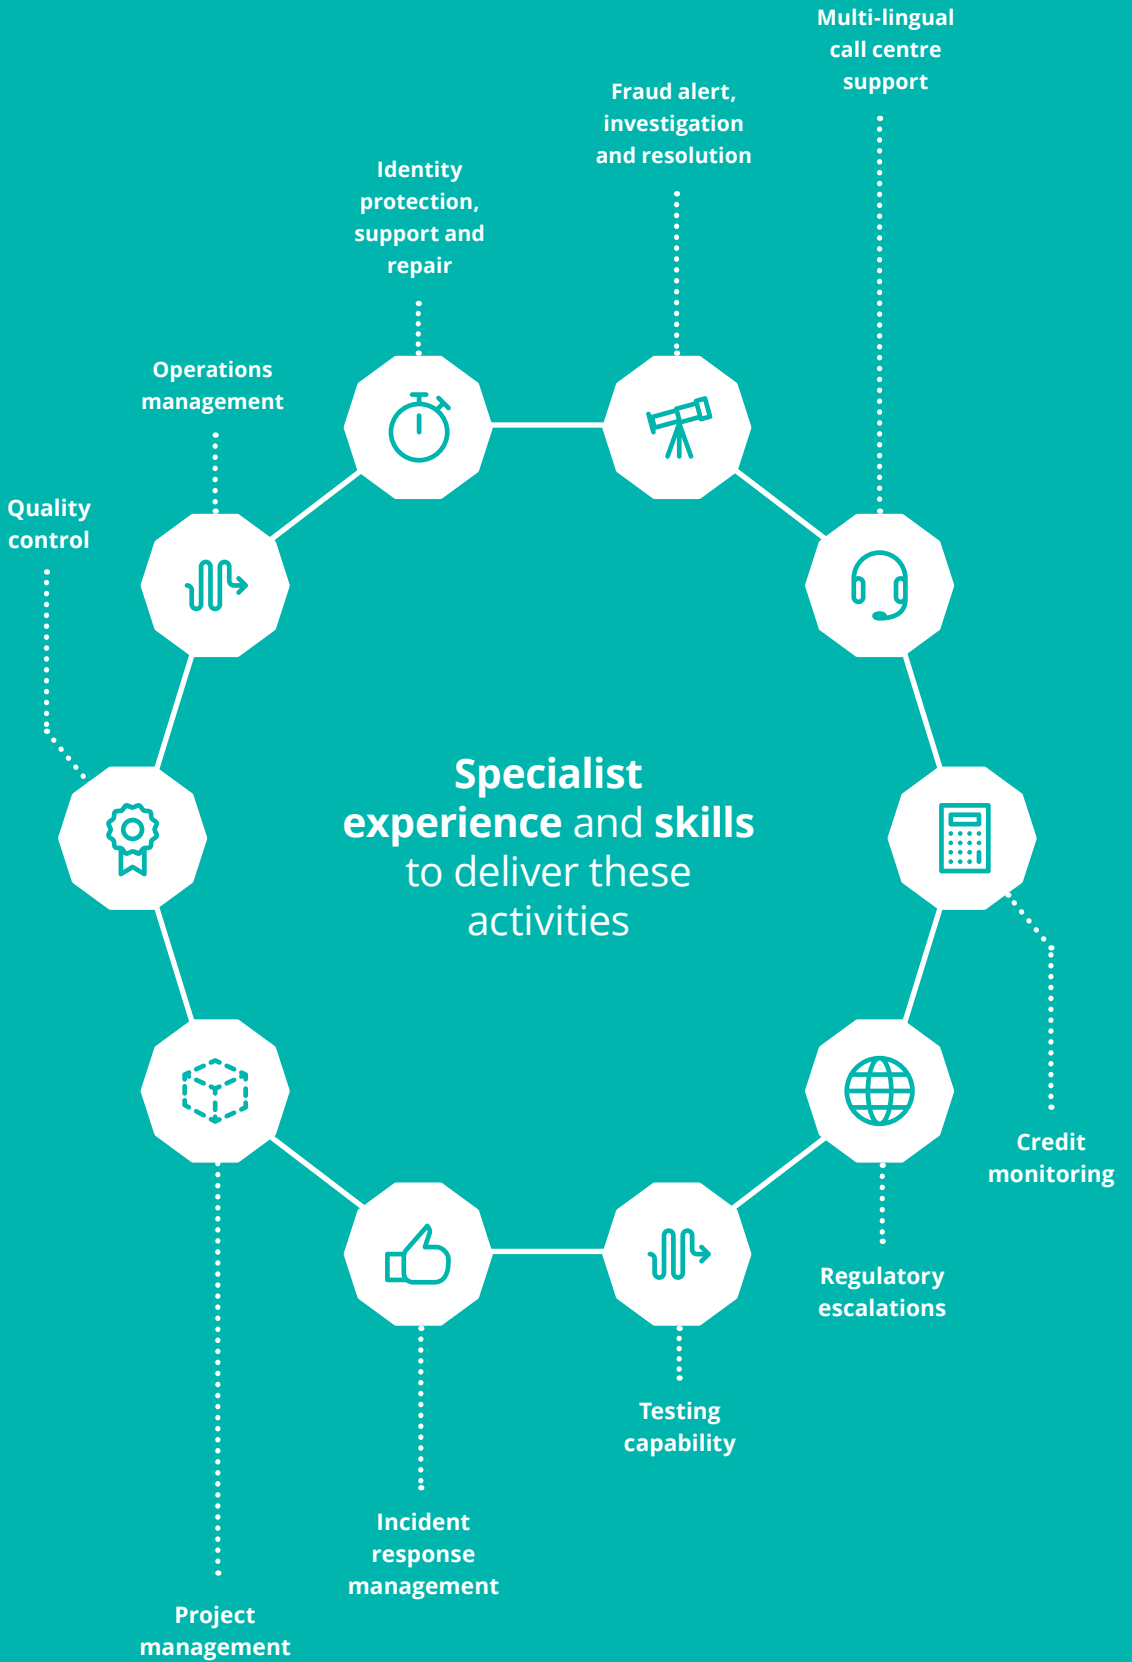 Multi-lingual
call centre
support
Fraud alert,
investigation
and resolution
Identity
protection,
support and
repair
Operations
management
Quality
control
Specialist
experience and skills
to deliver these
activities
Credit
monitoring
Regulatory
escalations
Testing
capability
Incident
response
management
Project
management